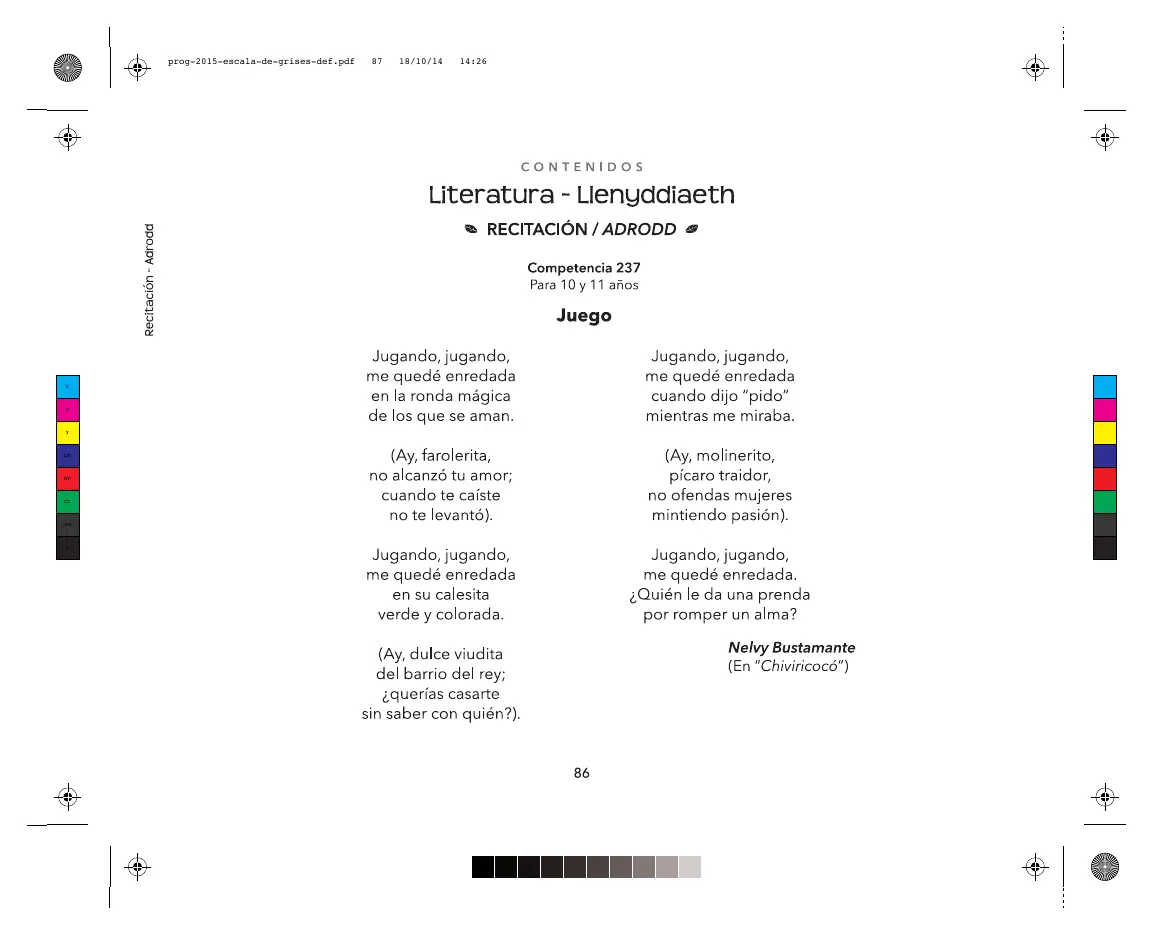 prog-2015-escala-de-grises-def.pdf 87 18/10/14 14:26
CONTENIDOS
Literatura - Llenyddiaeth
RECITACIÓN / ADRODD
Recitación - Adrodd
Competencia 237
Para 10 y 11 años
Juego
Jugando, jugando,
me quedé enredada
en la ronda mágica
de los que se aman.
(Ay, farolerita,
no alcanzó tu amor;
cuando te caíste
no te levantó).
Jugando, jugando,
me quedé enredada
en su calesita
verde y colorada.
(Ay, dulce viudita
del barrio del rey;
¿querías casarte
sin saber con quién?).
Jugando, jugando,
me quedé enredada
cuando dijo “pido”
mientras me miraba.
(Ay, molinerito,
pícaro traidor,
no ofendas mujeres
mintiendo pasión).
Jugando, jugando,
me quedé enredada.
¿Quién le da una prenda
por romper un alma?
Nelvy Bustamante
(En “Chiviricocó”)
86